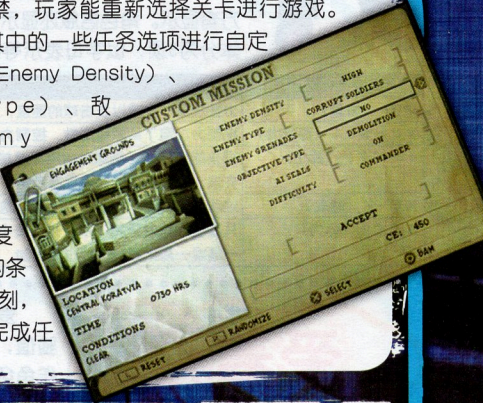 禁，玩家能重新选择关卡进行游戏。
其中的一些任务选项进行自定
Enemy Density）、
ype）、敌
my
度
的条
刻，
完成任
CUSTOM MISSION
ENGAGEMENT GROUNDS
ENEMY DENSITY HIGH
ENEMY TYPE CORRUPT SOLDIERS
ENEMY GRENADES NO
OBJECTIVE TYPE DEMOLITION
AI SEALS ON
DIFFICULTY COMMANDER
ACCEPT
CE: 450
LOCATION
CENTRAL KORATVIA
TIME 0730 HRS
CONDITIONS
CLEAR
L RESET R RANDOMIZE SELECT BAM